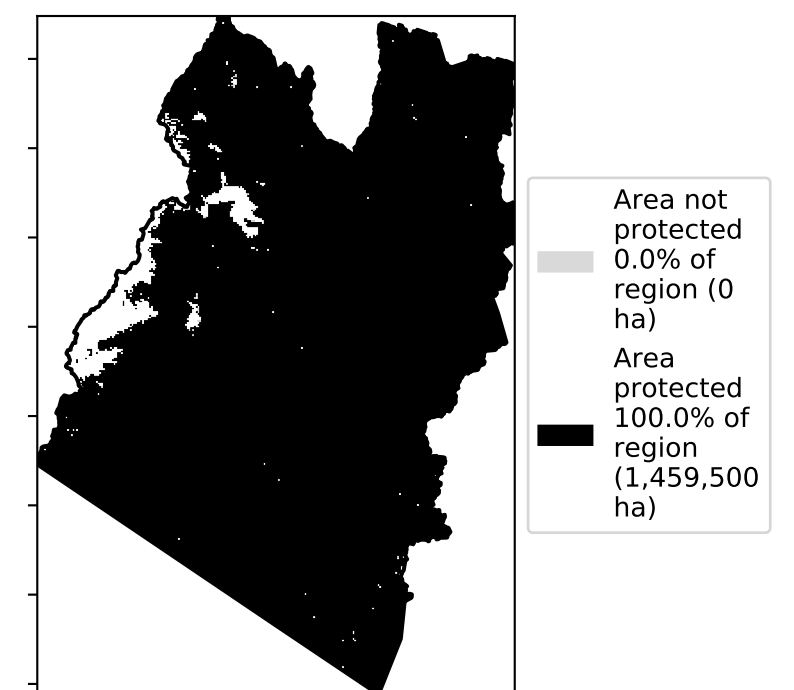 Area not
protected
0.0% of
region (0
ha)
Area
protected
100.0% of
region
(1,459,500
ha)